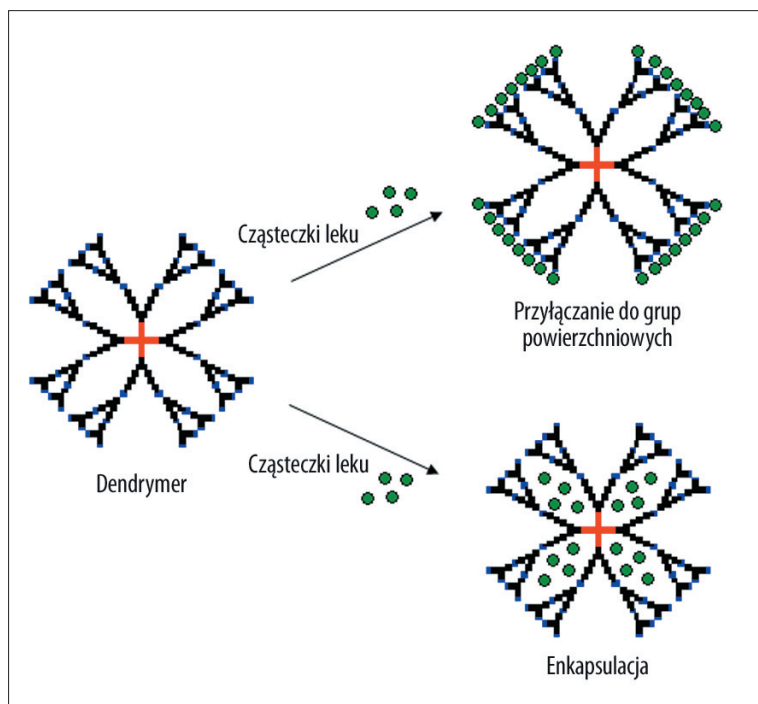 Cząsteczki leku
Przyłączanie do grup
powierzchniowych
Dendrymer
Cząsteczki leku
Enkapsulacja